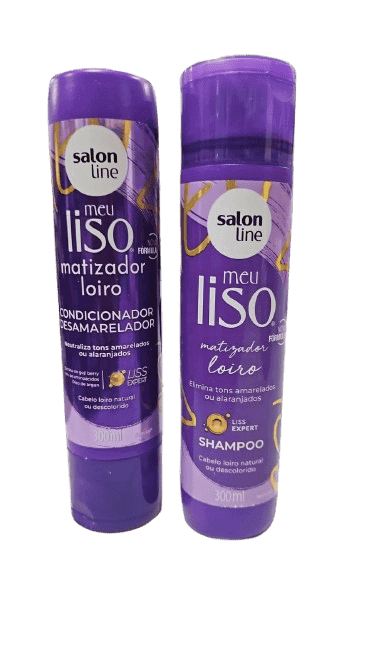 salon
line
meu
liso
matizador
loiro
CONDICIONADOR
DESAMARELADOR
Neutraliza tons amarelados
ou alaranjados
LISS
EXPERT
Cabelo loiro natural
ou descolorido
300ml
salon
line
meu
liso
FÓRMULA
matizador
loiro
Elimina tons amarelados
ou alaranjados
LISS
EXPERT
SHAMPOO
Cabelo loiro natural
ou descolorido
300ml